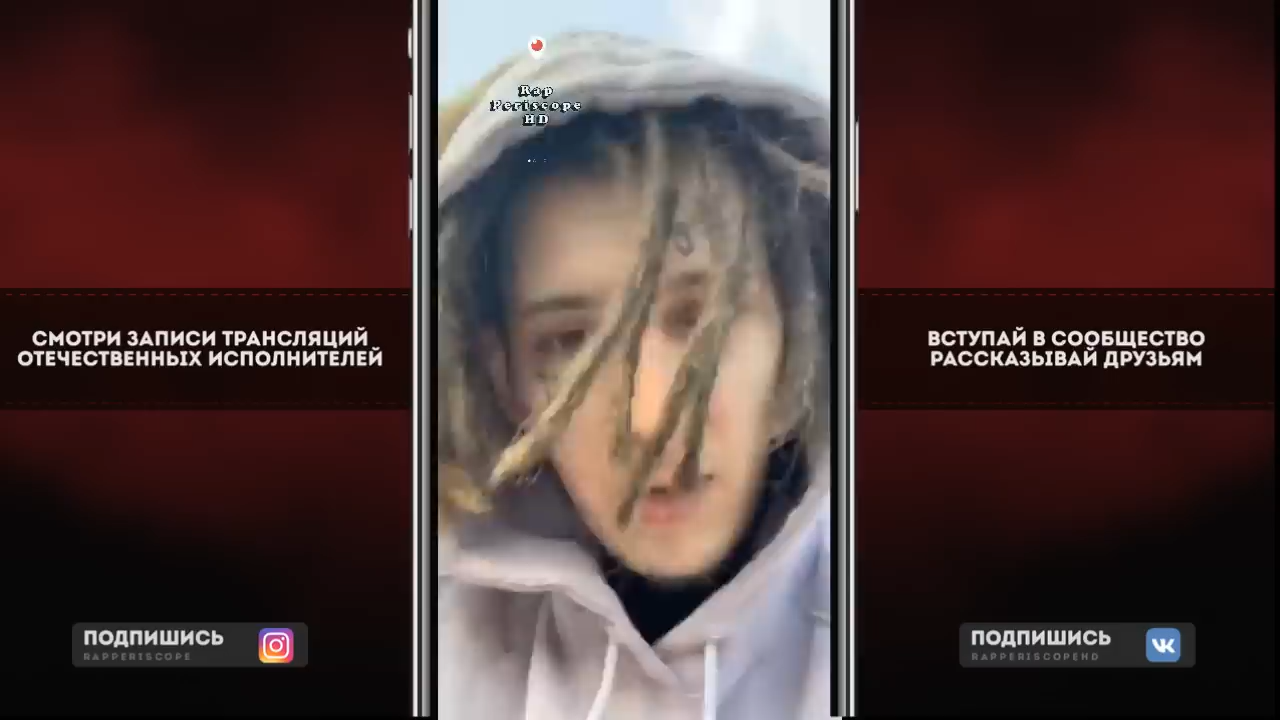 Rap
Periscope
HD
СМОТРИ ЗАПИСИ ТРАНСЛЯЦИЙ
ОТЕЧЕСТВЕННЫХ ИСПОЛНИТЕЛЕЙ
ВСТУПАЙ В СООБЩЕСТВО
РАССКАЗЫВАЙ ДРУЗЬЯМ
ПОДПИШИСЬ
RAPPERISCOPE
ПОДПИШИСЬ
RAPPERISCOPEHD